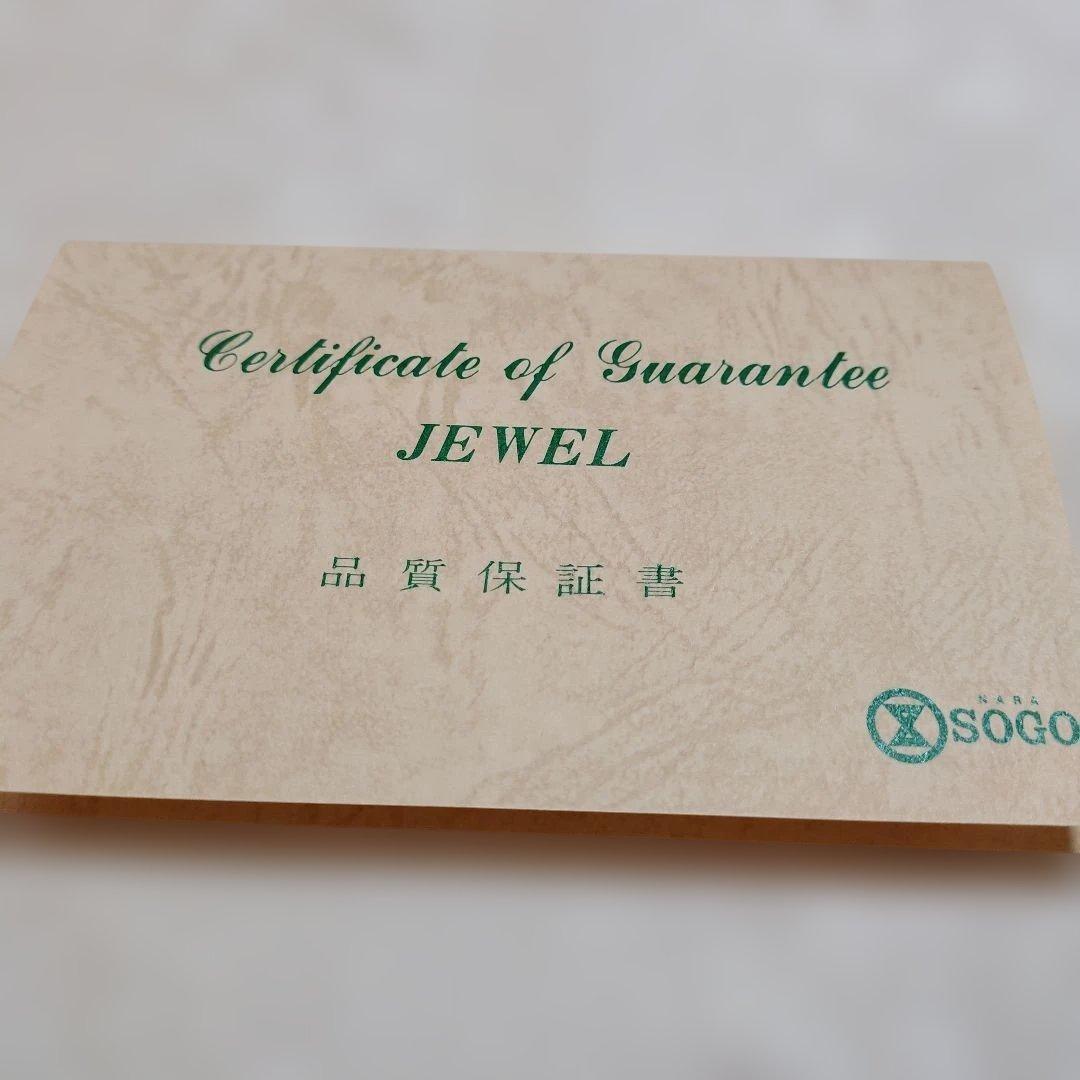 Certificate of Guarantee
JEWEL
品質保証書
NARA
SOGO